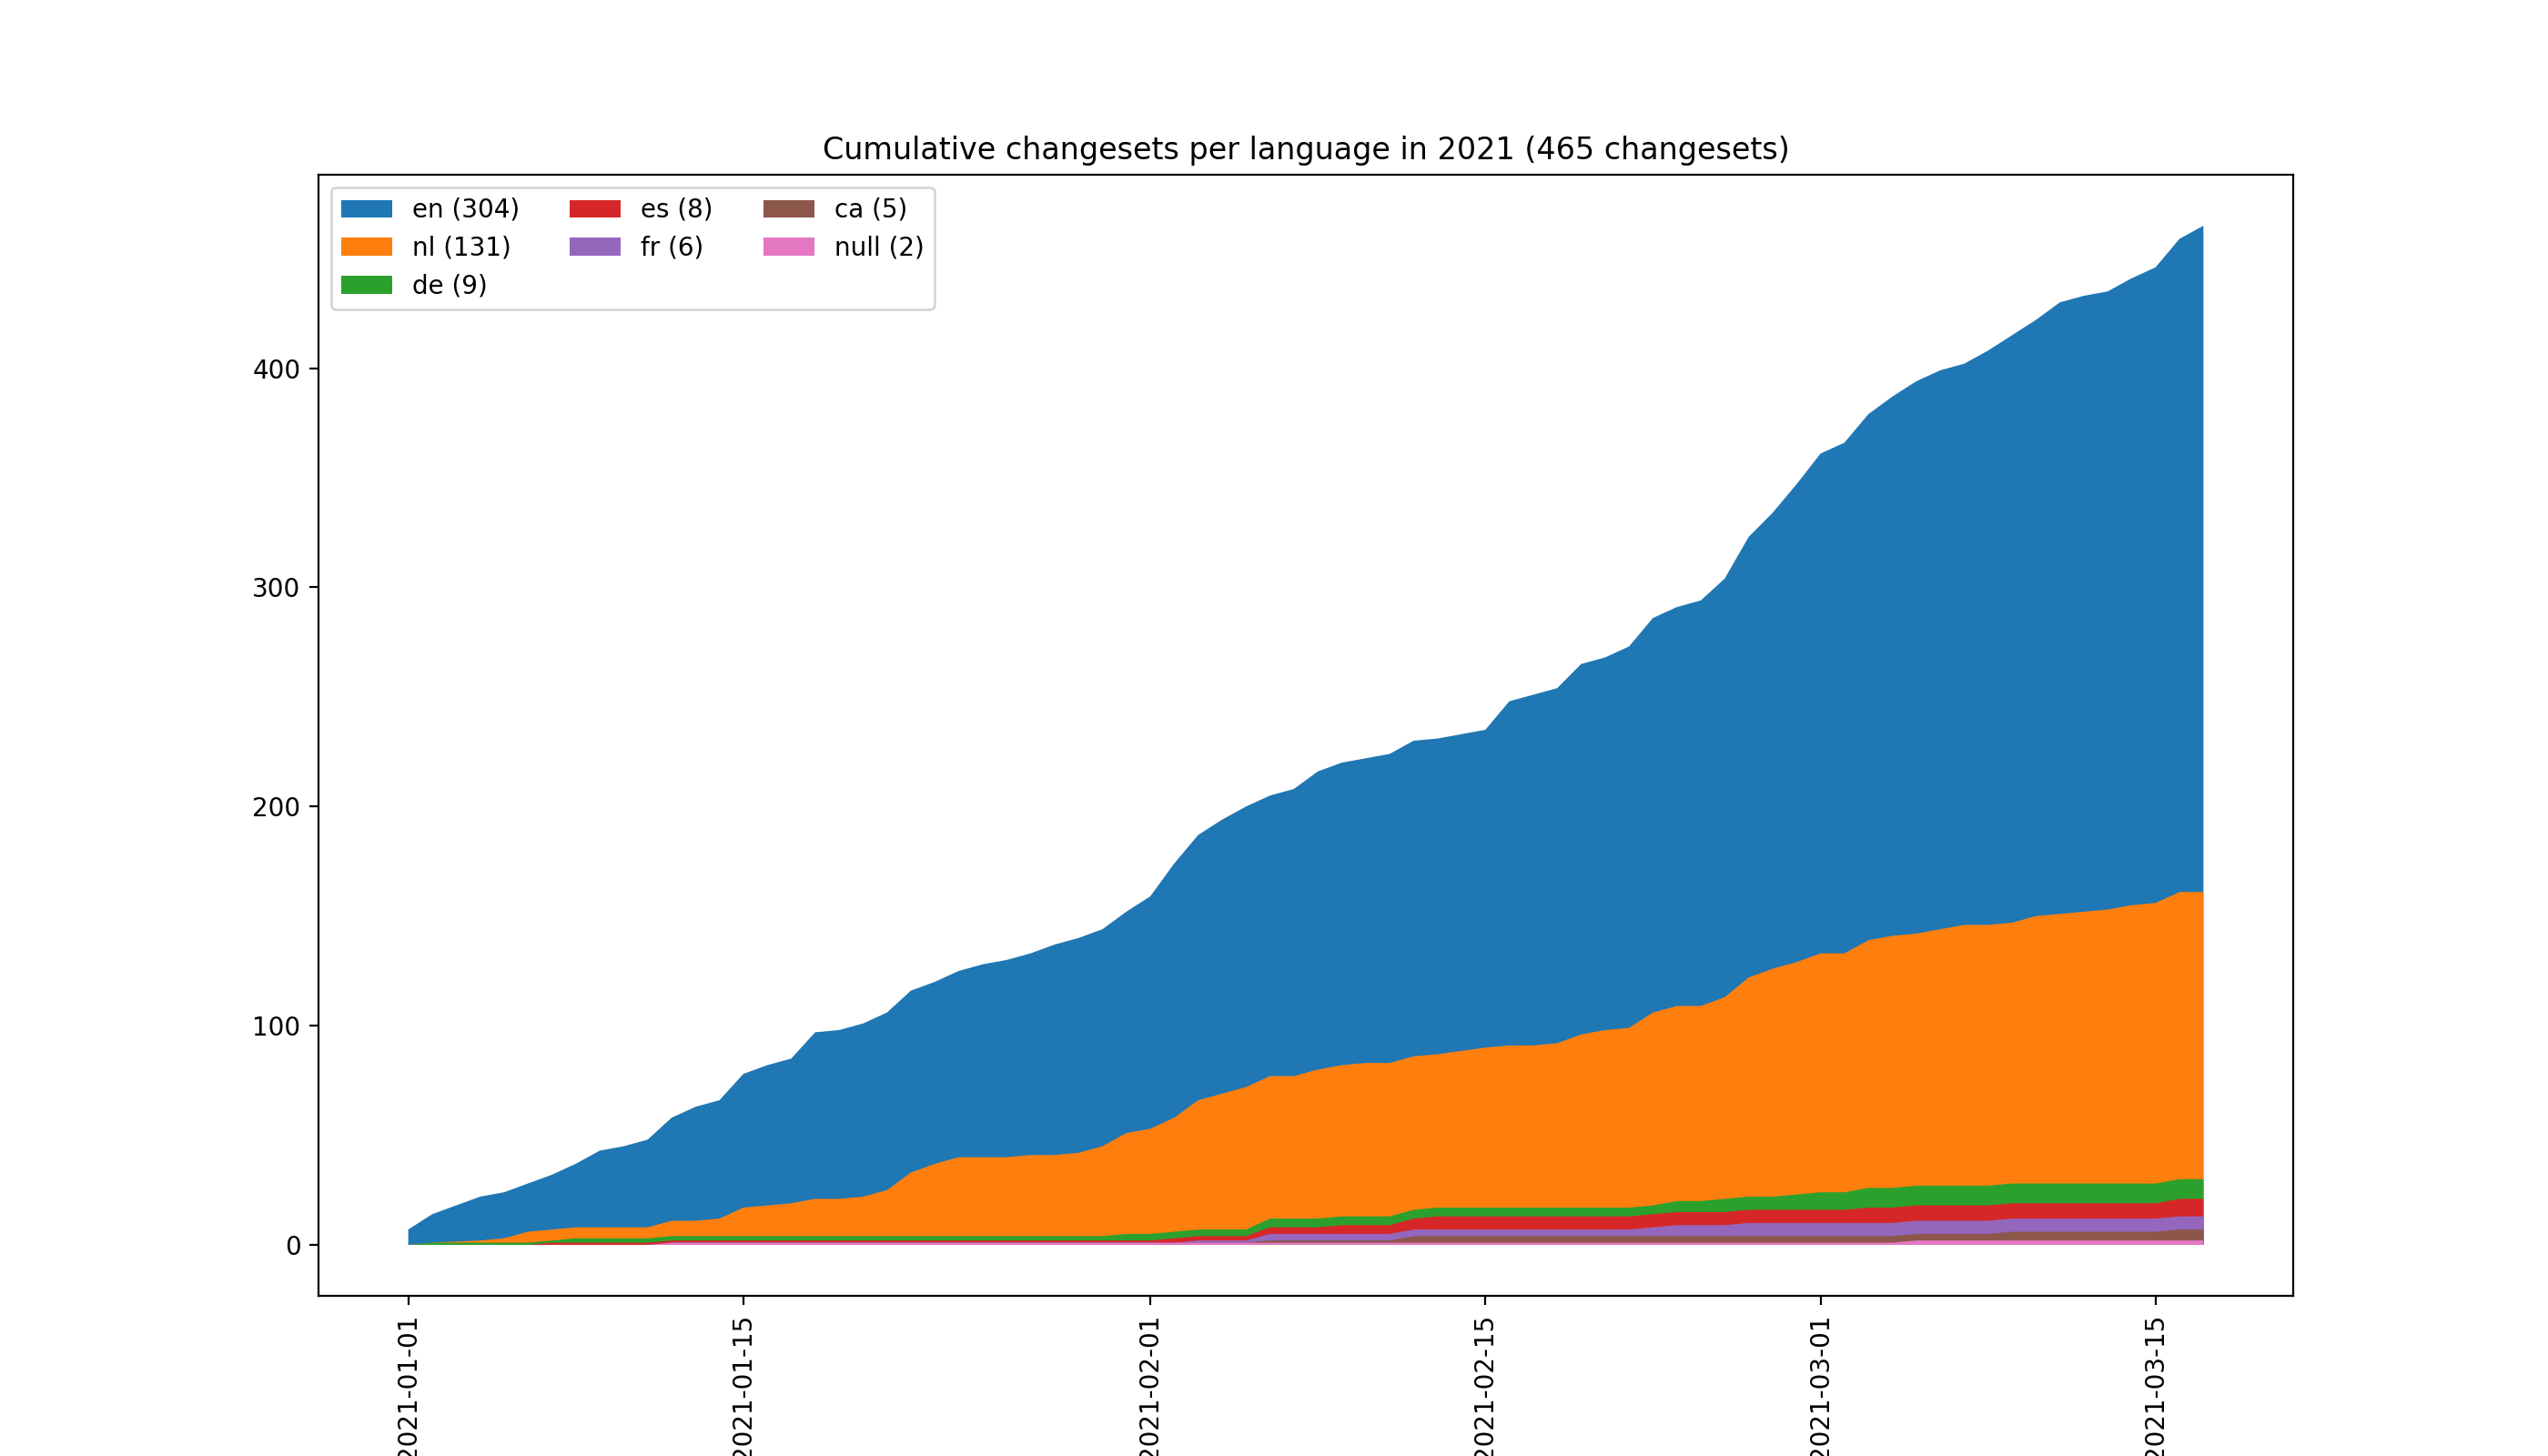 Cumulative changesets per language in 2021 (465 changesets)
en (304)
nl (131)
de (9)
es (8)
fr (6)
ca (5)
null (2)
400
300
200
100
0
2021-01-01
2021-01-15
2021-02-01
2021-02-15
2021-03-01
2021-03-15